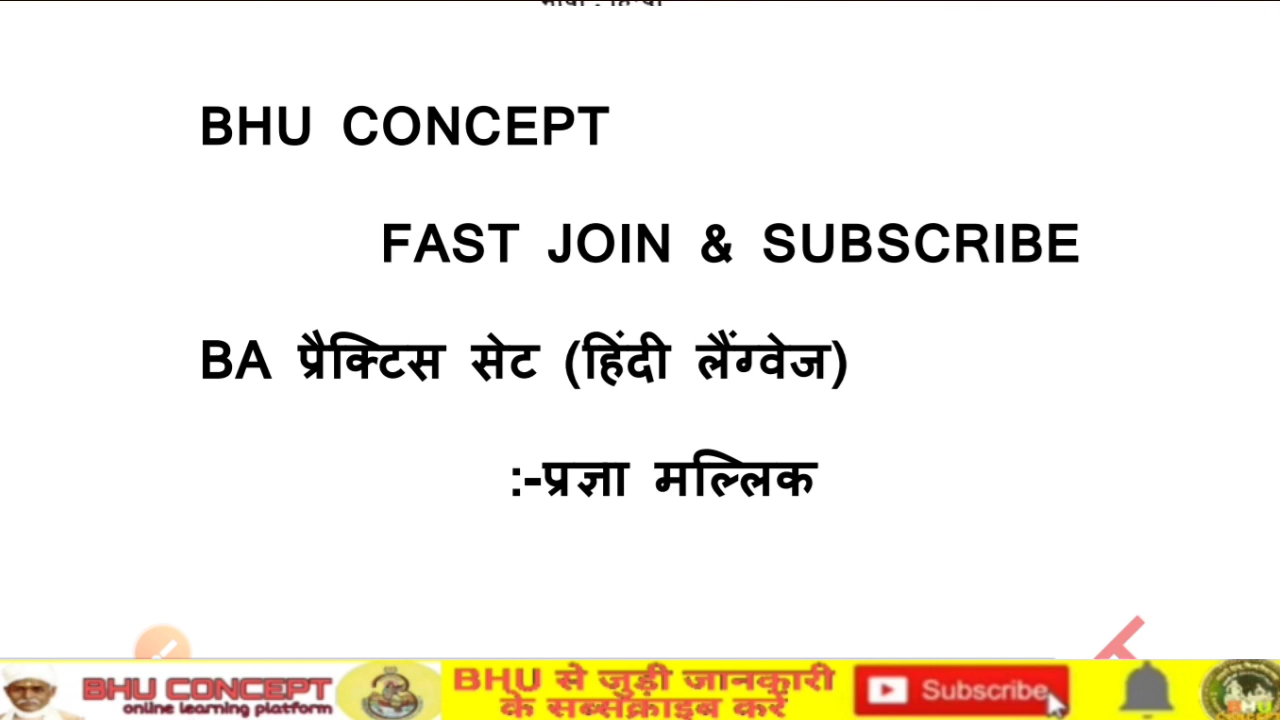 BHU CONCEPT
FAST JOIN & SUBSCRIBE
BA प्रैक्टिस सेट (हिंदी लैंग्वेज)
:-प्रज्ञा मल्लिक
BHU CONCEPT
online learning platform
BHU से जुड़ी जानकारी
के सब्सक्राइब करें
Subscribe
BHU